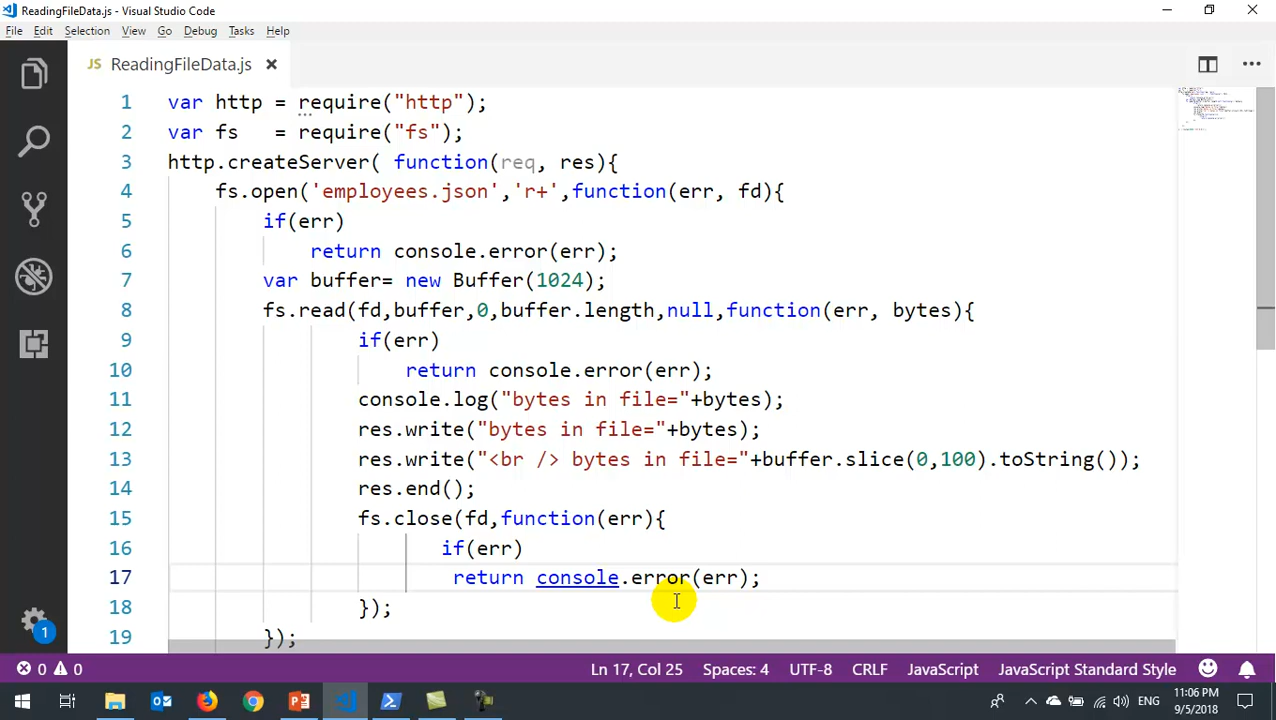 ReadingFileData.js - Visual Studio Code
File Edit Selection View Go Debug Tasks Help
JS ReadingFileData.js
1 var http = require("http");
2 var fs   = require("fs");
3 http.createServer( function(req, res){
4 fs.open('employees.json','r+',function(err, fd){
5 if(err)
6 return console.error(err);
7 var buffer= new Buffer(1024);
8 fs.read(fd,buffer,0,buffer.length,null,function(err, bytes){
9 if(err)
10 return console.error(err);
11 console.log("bytes in file="+bytes);
12 res.write("bytes in file="+bytes);
13 res.write("<br /> bytes in file="+buffer.slice(0,100).toString());
14 res.end();
15 fs.close(fd,function(err){
16 if(err)
17 return console.error(err);
18 });
19 });
1
0 0 Ln 17, Col 25 Spaces: 4 UTF-8 CRLF JavaScript JavaScript Standard Style
ENG 11:06 PM
9/5/2018